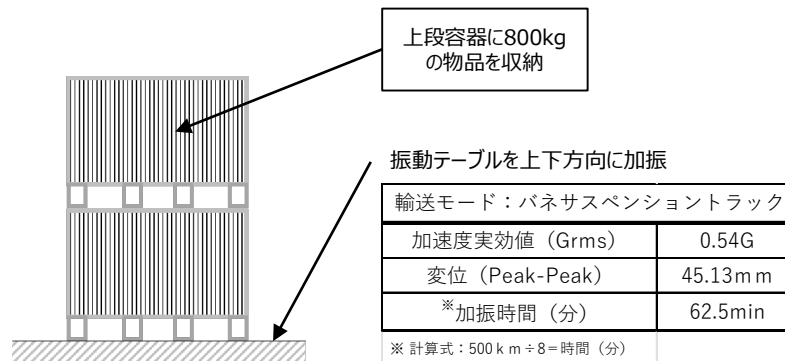 上段容器に800kg
の物品を収納
振動テーブルを上下方向に加振
輸送モード：バネサスペンショントラック
加速度実効値（Grms） 0.54G
変位（Peak-Peak） 45.13ｍｍ
※加振時間（分） 62.5min
※ 計算式：500ｋｍ÷8＝時間（分）